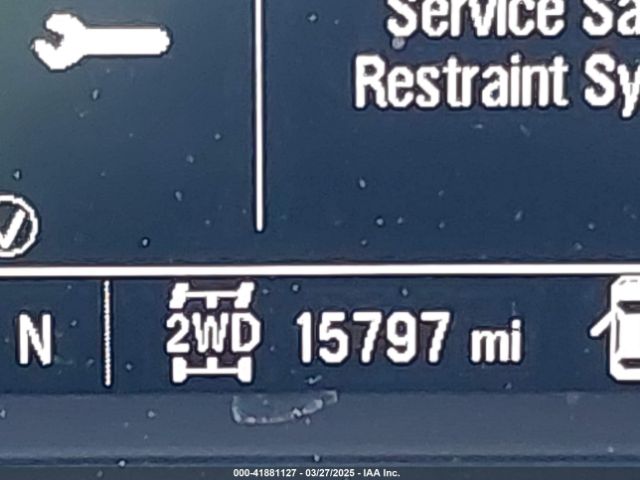 Service Sa
Restraint Sy
N 2WD 15797 mi
000-41881127 - 03/27/2025 - IAA Inc.